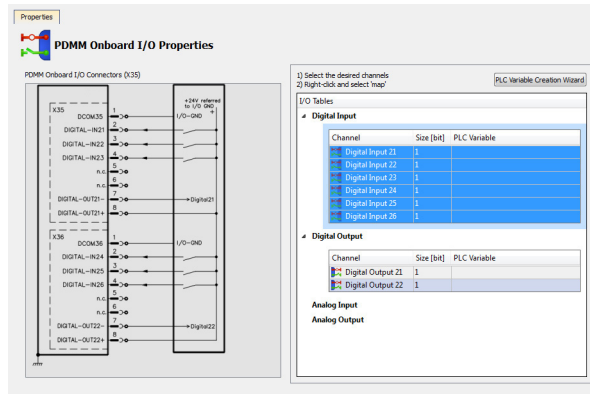 Properties
PDMM Onboard I/O Properties
PDMM Onboard I/O Connectors (X35)
+24V referred
to I/O GND
+
X35
DCOM35 1 I/O-GND
DIGITAL-IN21 2
DIGITAL-IN22 3
DIGITAL-IN23 4
n.c. 5
n.c. 6
DIGITAL-OUT21- 7 Digital21
DIGITAL-OUT21+ 8
X36
DCOM36 1 I/O-GND
DIGITAL-IN24 2
DIGITAL-IN25 3
DIGITAL-IN26 4
n.c. 5
n.c. 6
DIGITAL-OUT22- 7 Digital22
DIGITAL-OUT22+ 8
1) Select the desired channels
2) Right-click and select 'map'
PLC Variable Creation Wizard
I/O Tables
Digital Input
Channel Size [bit] PLC Variable
Digital Input 21 1
Digital Input 22 1
Digital Input 23 1
Digital Input 24 1
Digital Input 25 1
Digital Input 26 1
Digital Output
Channel Size [bit] PLC Variable
Digital Output 21 1
Digital Output 22 1
Analog Input
Analog Output